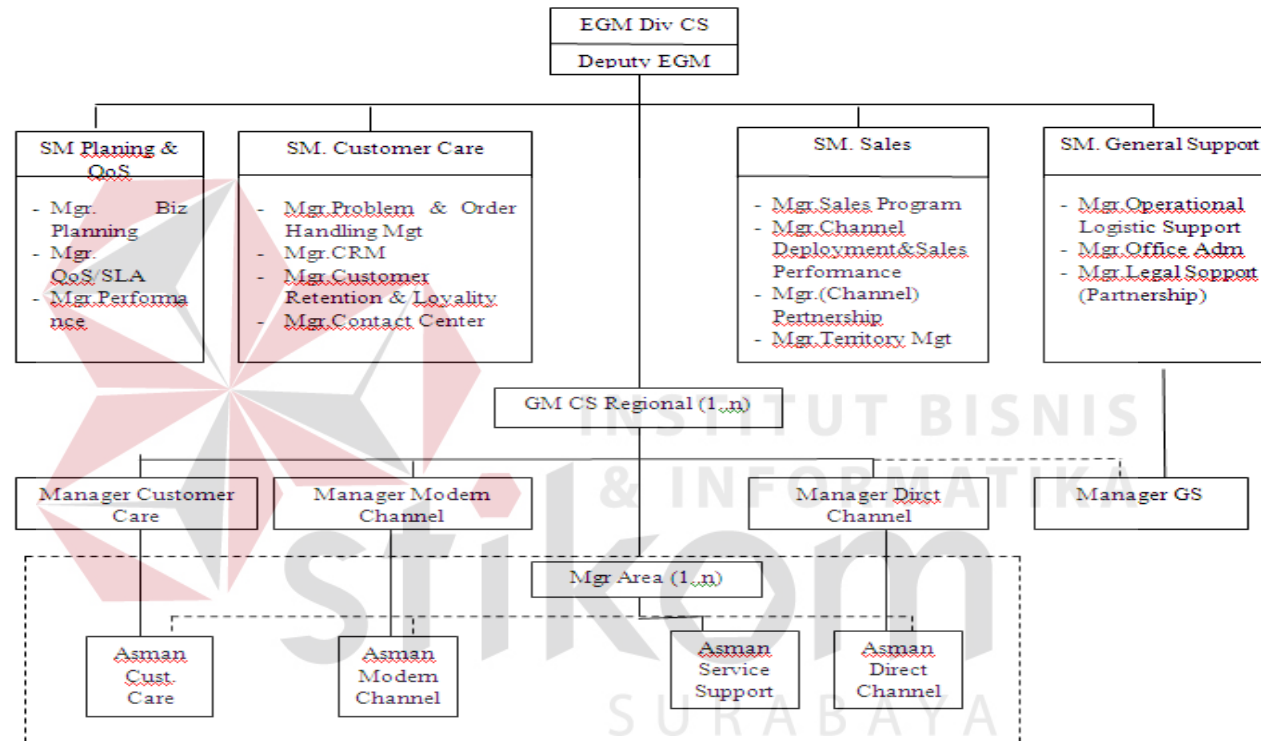 EGM Div CS
Deputy EGM
SM Planing &
QoS
- Mgr. Biz
Planning
- Mgr.
QoS/SLA
- Mgr.Performa
nce
SM. Customer Care
- Mgr.Problem & Order
Handling Mgt
- Mgr.CRM
- Mgr.Customer
Retention & Loyality
- Mgr.Contact Center
SM. Sales
- Mgr.Sales Program
- Mgr.Channel
Deployment&Sales
Performance
- Mgr.(Channel)
Pertnership
- Mgr.Territory Mgt
SM. General Support
- Mgr.Operational
Logistic Support
- Mgr.Office Adm
- Mgr.Legal Sopport
(Partnership)
GM CS Regional (1..n)
INSTITUT BISNIS
& INFORMATIKA
Manager Customer
Care
Manager Modern
Channel
Manager Dirct
Channel
Manager GS
stikom
Mgr Area (1..n)
Asman
Cust.
Care
Asman
Modern
Channel
Asman
Service
Support
Asman
Direct
Channel
SURABAYA